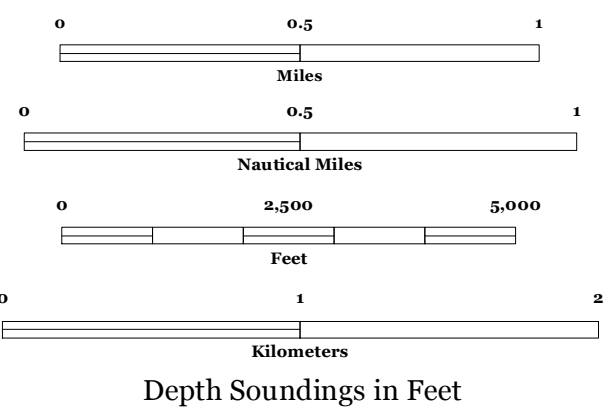 0 0.5 1
Miles
0 0.5 1
Nautical Miles
0 2,500 5,000
Feet
0 1 2
Kilometers
Depth Soundings in Feet